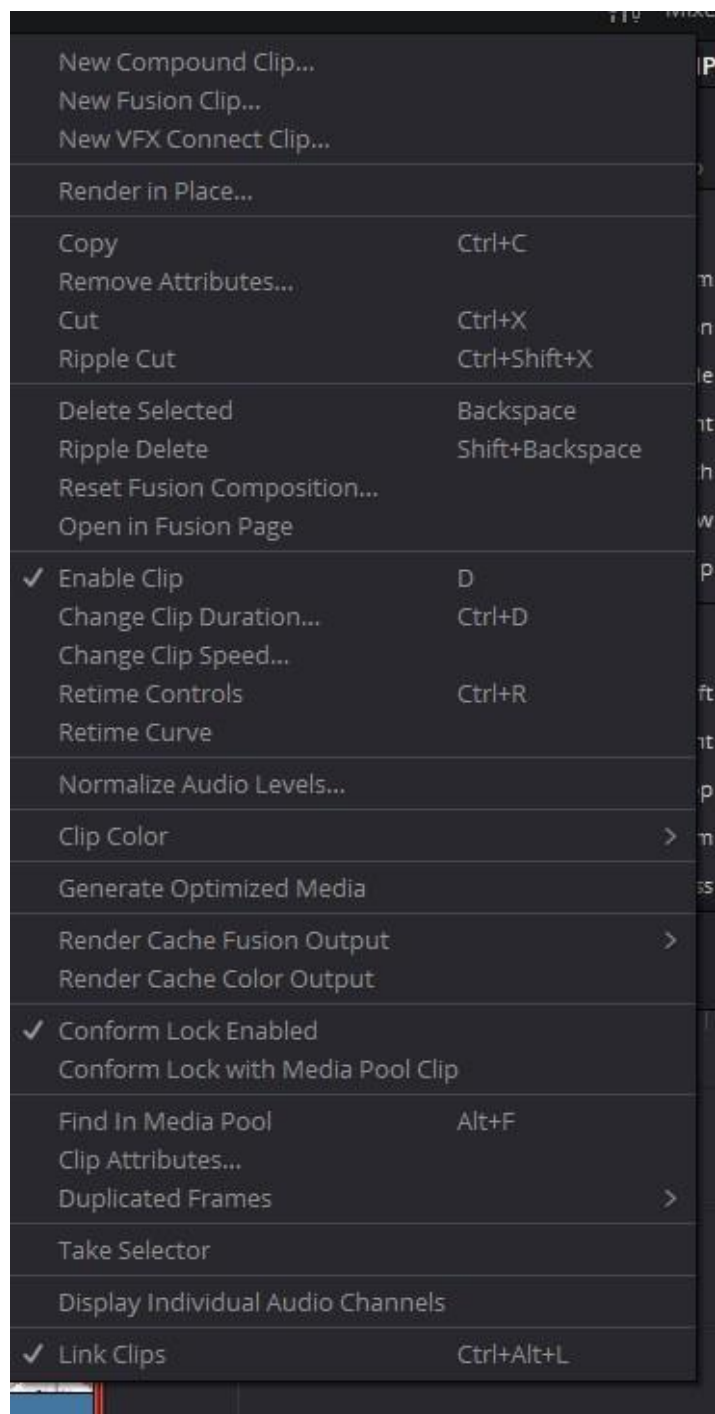 New Compound Clip...
New Fusion Clip...
New VFX Connect Clip...
Render in Place...
Copy Ctrl+C
Remove Attributes...
Cut Ctrl+X
Ripple Cut Ctrl+Shift+X
Delete Selected Backspace
Ripple Delete Shift+Backspace
Reset Fusion Composition...
Open in Fusion Page
Enable Clip D
Change Clip Duration... Ctrl+D
Change Clip Speed...
Retime Controls Ctrl+R
Retime Curve
Normalize Audio Levels...
Clip Color
Generate Optimized Media
Render Cache Fusion Output
Render Cache Color Output
Conform Lock Enabled
Conform Lock with Media Pool Clip
Find In Media Pool Alt+F
Clip Attributes...
Duplicated Frames
Take Selector
Display Individual Audio Channels
Link Clips Ctrl+Alt+L